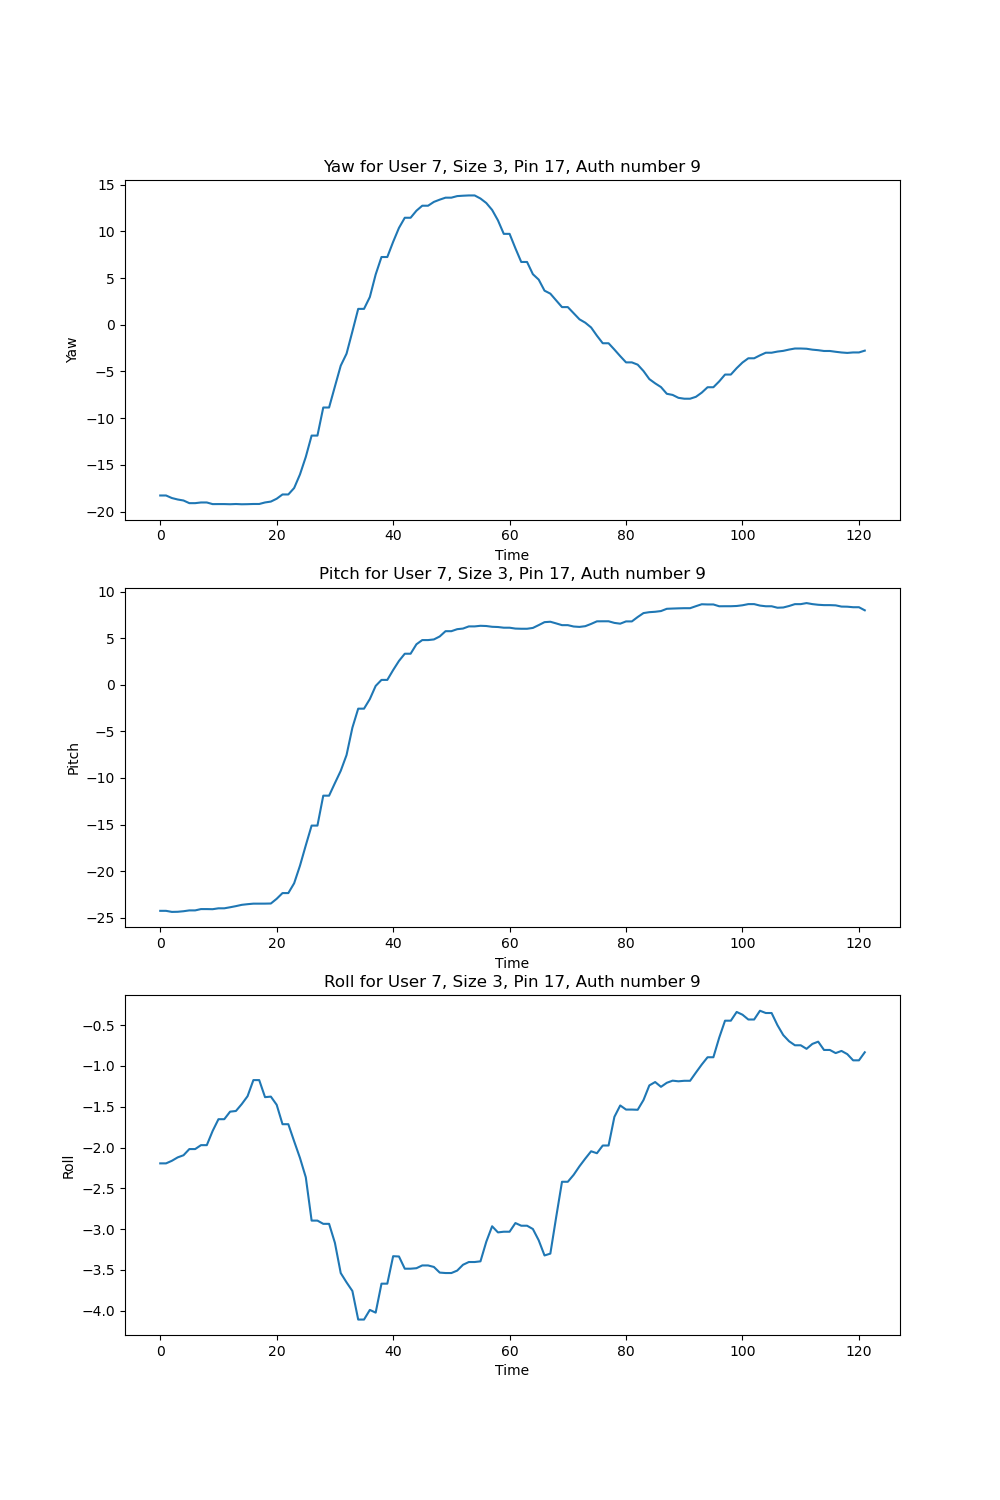 Yaw for User 7, Size 3, Pin 17, Auth number 9
15
10
5
0
−5
−10
−15
−20
Yaw
0 20 40 60 80 100 120
Time
Pitch for User 7, Size 3, Pin 17, Auth number 9
10
5
0
−5
−10
−15
−20
−25
Pitch
0 20 40 60 80 100 120
Time
Roll for User 7, Size 3, Pin 17, Auth number 9
−0.5
−1.0
−1.5
−2.0
−2.5
−3.0
−3.5
−4.0
Roll
0 20 40 60 80 100 120
Time